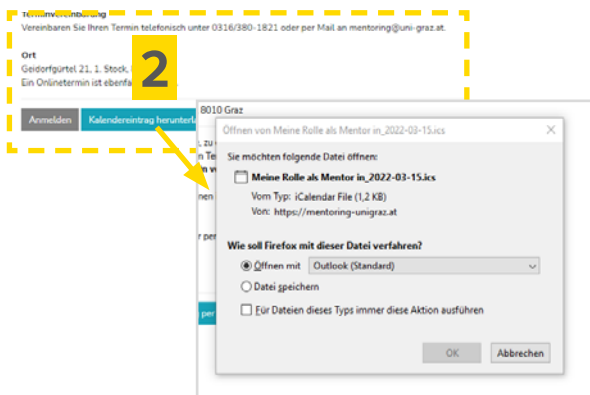 Terminvereinbarung
Vereinbaren Sie Ihren Termin telefonisch unter 0316/380-1821 oder per Mail an mentoring@uni-graz.at.
Ort
Geidorfgürtel 21, 1. Stock,
Ein Onlinetermin ist
2
Anmelden
Kalendereintrag
8010 Graz
Öffnen von Meine Rolle als Mentor in_2022-03-15.ics
Sie möchten folgende Datei öffnen:
Meine Rolle als Mentor in_2022-03-15.ics
Vom Typ: iCalendar File (1,2 KB)
Von: https://mentoring-unigraz.at
Wie soll Firefox mit dieser Datei verfahren?
Öffnen mit Outlook (Standard)
Datei speichern
Für Dateien dieses Typs immer diese Aktion ausführen
per
OK Abbrechen